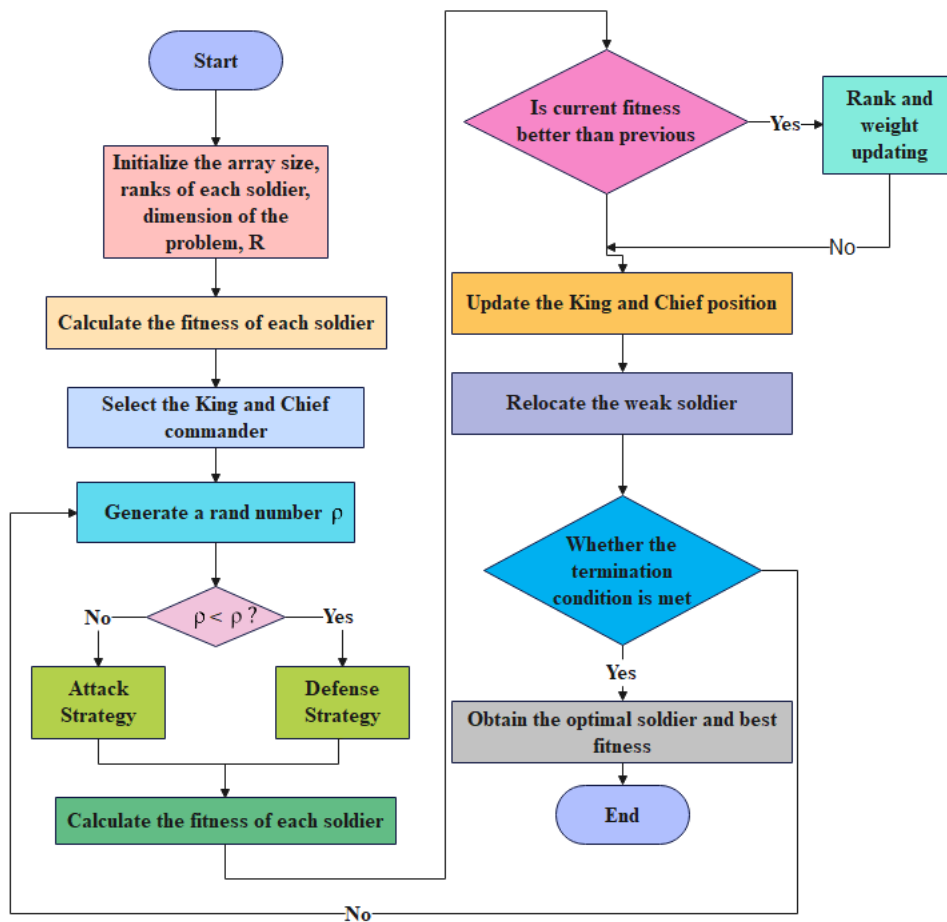 Start
Initialize the array size,
ranks of each soldier,
dimension of the
problem, R
Calculate the fitness of each soldier
Select the King and Chief
commander
Generate a rand number ρ
ρ < ρ ?
No
Yes
Attack
Strategy
Defense
Strategy
Calculate the fitness of each soldier
Is current fitness
better than previous
Yes
Rank and
weight
updating
No
Update the King and Chief position
Relocate the weak soldier
Whether the
termination
condition is met
Yes
Obtain the optimal soldier and best
fitness
End
No